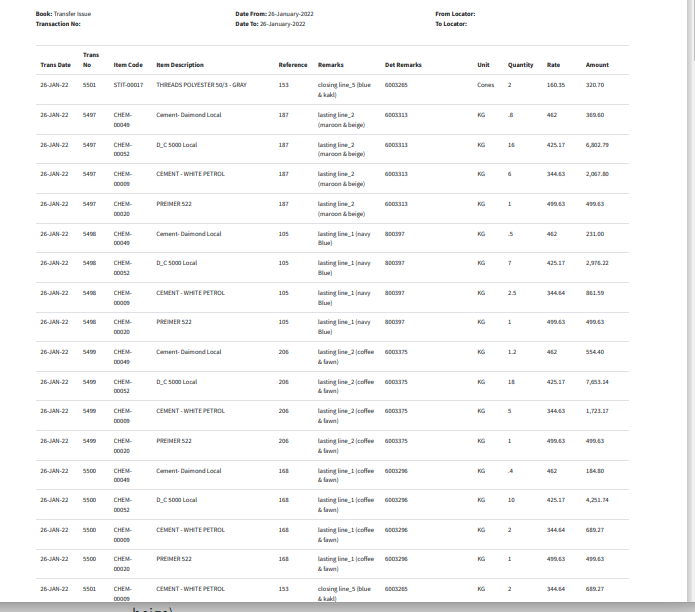 Book: Transfer Issue Date From: 26-January-2022 From Locator:
Transaction No: Date To: 26-January-2022 To Locator:
Trans
Trans Date No Item Code Item Description Reference Remarks Det Remarks Unit Quantity Rate Amount
26-JAN-22 5501 STIT-00017 THREADS POLYESTER 50/3 - GRAY 153 closing line_5 (blue 6003265 Cones 2 160.35 320.70
& kakl)
26-JAN-22 5497 CHEM- Cement- Daimond Local 187 lasting line_2 6003313 KG .8 462 369.60
00049 (maroon & beige)
26-JAN-22 5497 CHEM- D_C 5000 Local 187 lasting line_2 6003313 KG 16 425.17 6,802.79
00052 (maroon & beige)
26-JAN-22 5497 CHEM- CEMENT - WHITE PETROL 187 lasting line_2 6003313 KG 6 344.63 2,067.80
00009 (maroon & beige)
26-JAN-22 5497 CHEM- PREIMER 522 187 lasting line_2 6003313 KG 1 499.63 499.63
00020 (maroon & beige)
26-JAN-22 5498 CHEM- Cement- Daimond Local 105 lasting line_1 (navy 800397 KG .5 462 231.00
00049 Blue)
26-JAN-22 5498 CHEM- D_C 5000 Local 105 lasting line_1 (navy 800397 KG 7 425.17 2,976.22
00052 Blue)
26-JAN-22 5498 CHEM- CEMENT - WHITE PETROL 105 lasting line_1 (navy 800397 KG 2.5 344.64 861.59
00009 Blue)
26-JAN-22 5498 CHEM- PREIMER 522 105 lasting line_1 (navy 800397 KG 1 499.63 499.63
00020 Blue)
26-JAN-22 5499 CHEM- Cement- Daimond Local 206 lasting line_2 (coffee 6003375 KG 1.2 462 554.40
00049 & fawn)
26-JAN-22 5499 CHEM- D_C 5000 Local 206 lasting line_2 (coffee 6003375 KG 18 425.17 7,653.14
00052 & fawn)
26-JAN-22 5499 CHEM- CEMENT - WHITE PETROL 206 lasting line_2 (coffee 6003375 KG 5 344.63 1,723.17
00009 & fawn)
26-JAN-22 5499 CHEM- PREIMER 522 206 lasting line_2 (coffee 6003375 KG 1 499.63 499.63
00020 & fawn)
26-JAN-22 5500 CHEM- Cement- Daimond Local 168 lasting line_1 (coffee 6003296 KG .4 462 184.80
00049 & fawn)
26-JAN-22 5500 CHEM- D_C 5000 Local 168 lasting line_1 (coffee 6003296 KG 10 425.17 4,251.74
00052 & fawn)
26-JAN-22 5500 CHEM- CEMENT - WHITE PETROL 168 lasting line_1 (coffee 6003296 KG 2 344.64 689.27
00009 & fawn)
26-JAN-22 5500 CHEM- PREIMER 522 168 lasting line_1 (coffee 6003296 KG 1 499.63 499.63
00020 & fawn)
26-JAN-22 5501 CHEM- CEMENT - WHITE PETROL 153 closing line_5 (blue 6003265 KG 2 344.64 689.27
00009 & kakl)
beige)